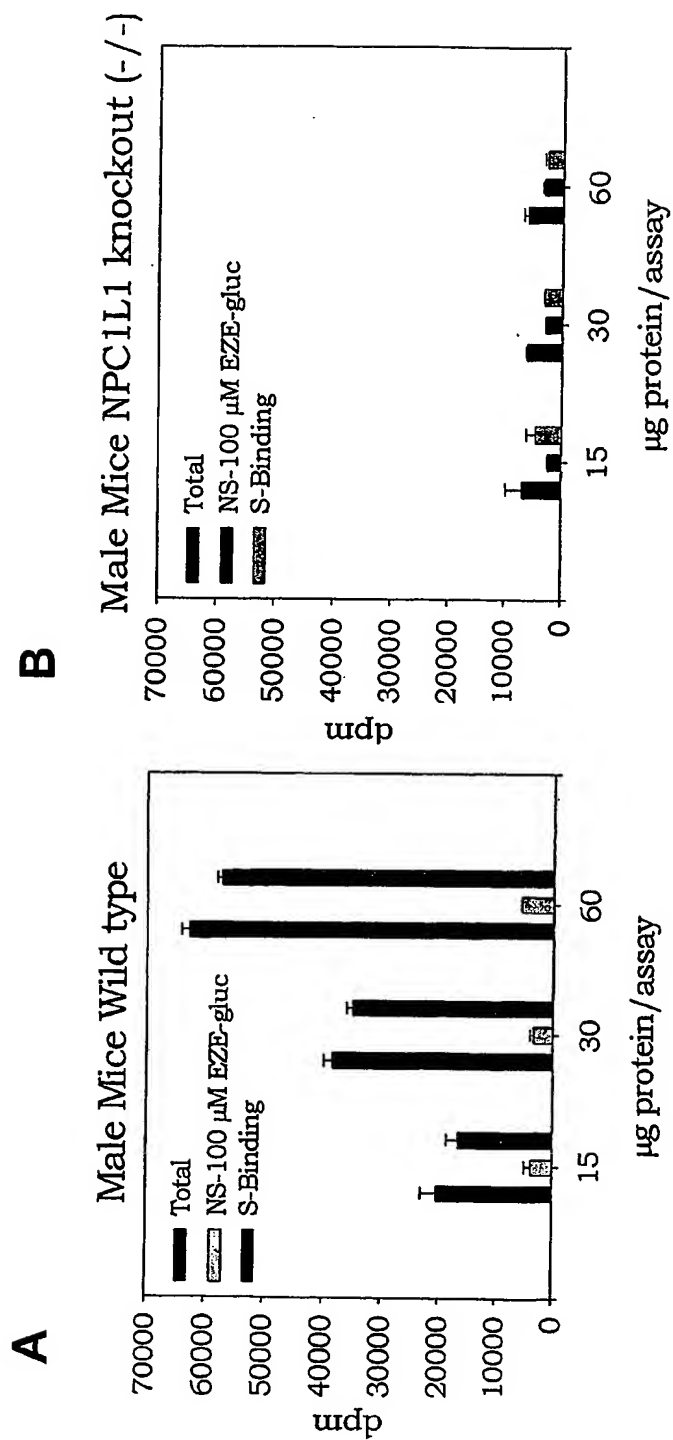 A
Male Mice Wild type
70000
60000
50000
40000
30000
20000
10000
0
dpm
Total
NS-100 µM EZE-gluc
S-Binding
15
30
60
µg protein/assay
B
Male Mice NPC1L1 knockout (-/-)
70000
60000
50000
40000
30000
20000
10000
0
dpm
Total
NS-100 µM EZE-gluc
S-Binding
15
30
60
µg protein/assay